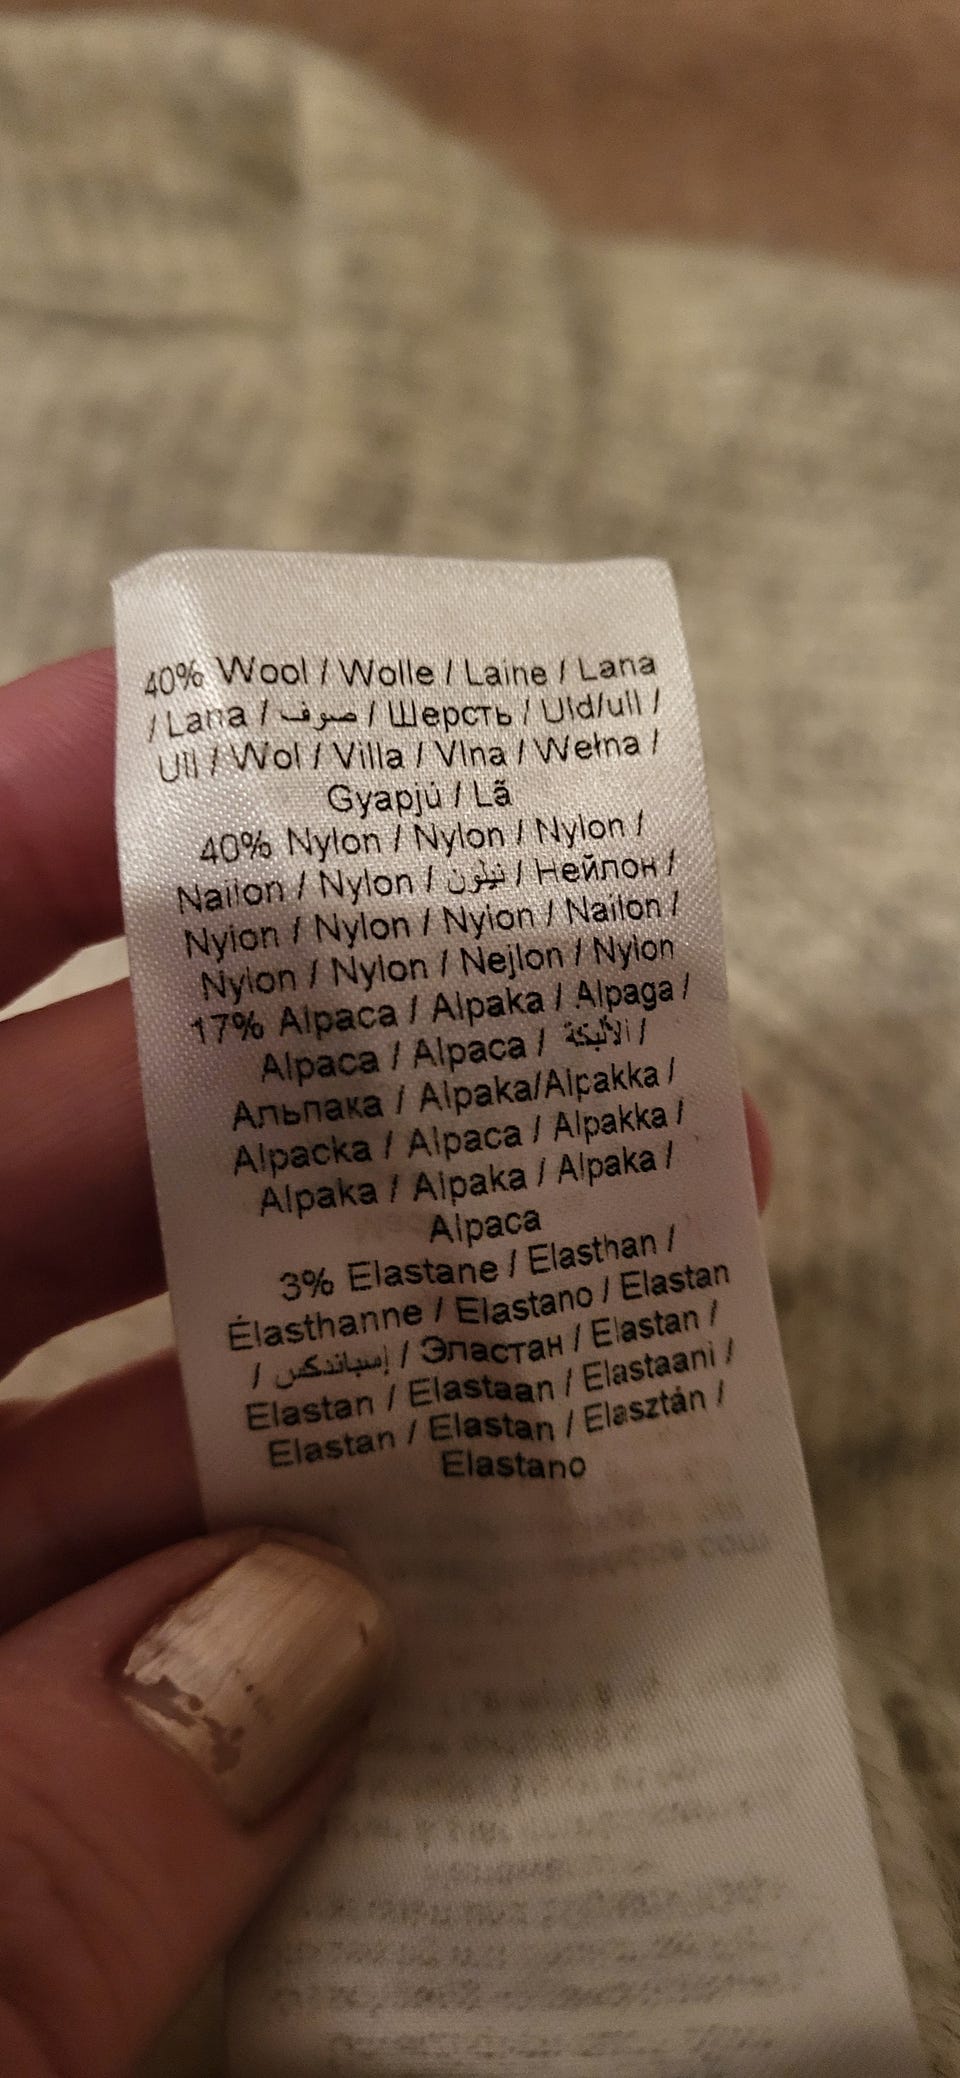 40% Wool / Wolle / Laine / Lana
/ Lana / صوف / Шерсть / Uld/ull /
Ull / Wol / Villa / Vlna / Wełna /
Gyapjú / Lã
40% Nylon / Nylon / Nylon /
Nailon / Nylon / نيلون / Нейлон /
Nylon / Nylon / Nylon / Nailon /
Nylon / Nylon / Nejlon / Nylon
17% Alpaca / Alpaka / Alpaga /
Alpaca / Alpaca / الألبكة /
Альпака / Alpaka/Alpakka /
Alpacka / Alpaca / Alpakka /
Alpaka / Alpaka / Alpaka /
Alpaca
3% Elastane / Elasthan /
Élasthanne / Elastano / Elastan
/ إسباندكس / Эластан / Elastan /
Elastan / Elastaan / Elastaani /
Elastan / Elastan / Elasztán /
Elastano